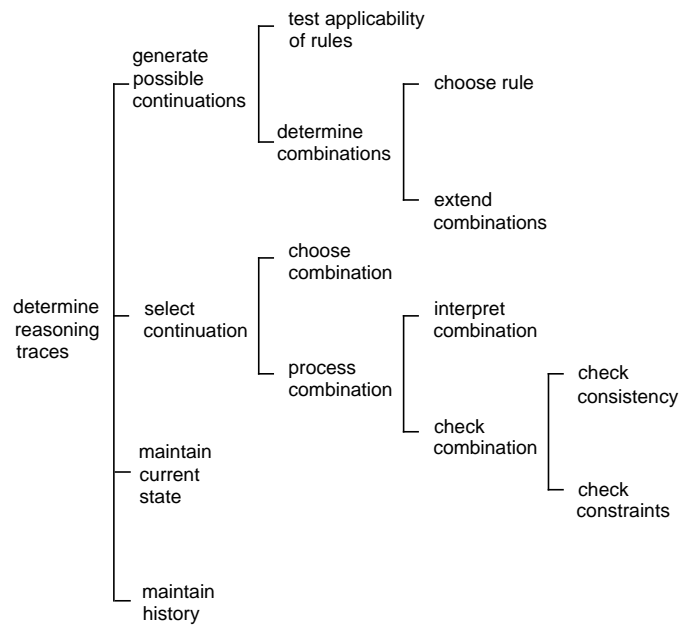 test applicability
of rules
generate
possible
continuations
choose rule
determine
combinations
extend
combinations
choose
combination
determine
reasoning
traces
select
continuation
interpret
combination
process
combination
check
consistency
check
combination
maintain
current
state
check
constraints
maintain
history